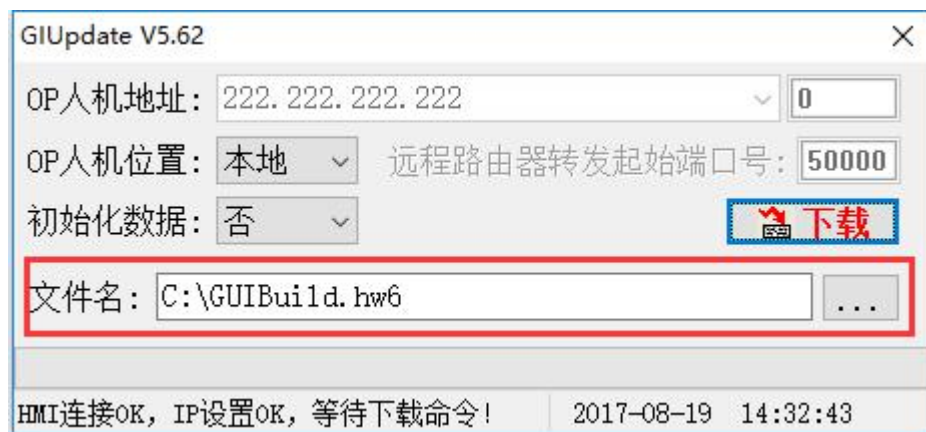 GIUpdate V5.62
OP人机地址: 222.222.222.222 0
OP人机位置: 本地 远程路由器转发起始端口号: 50000
初始化数据: 否 下载
文件名: C:\GUIBuild.hw6 ...
HMI连接OK, IP设置OK, 等待下载命令! 2017-08-19 14:32:43